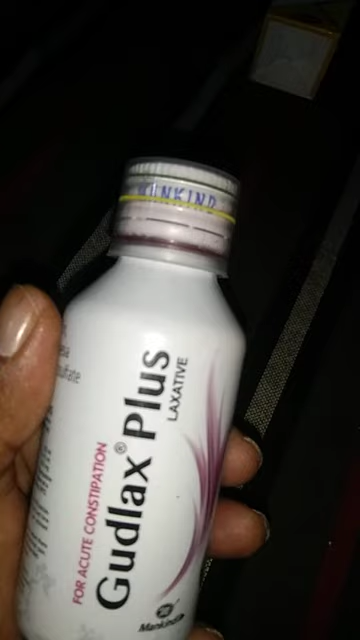 MANKIND
FOR ACUTE CONSTIPATION
Gudlax® Plus
LAXATIVE
Mankind